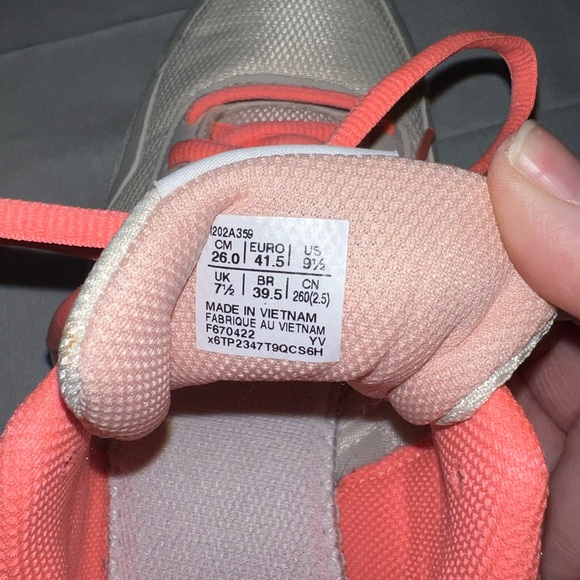 1202A359
CM EURO US
26.0 41.5 9½
UK BR CN
7½ 39.5 260(2.5)
MADE IN VIETNAM
FABRIQUE AU VIETNAM
F670422 YV
x6TP2347T9QCS6H